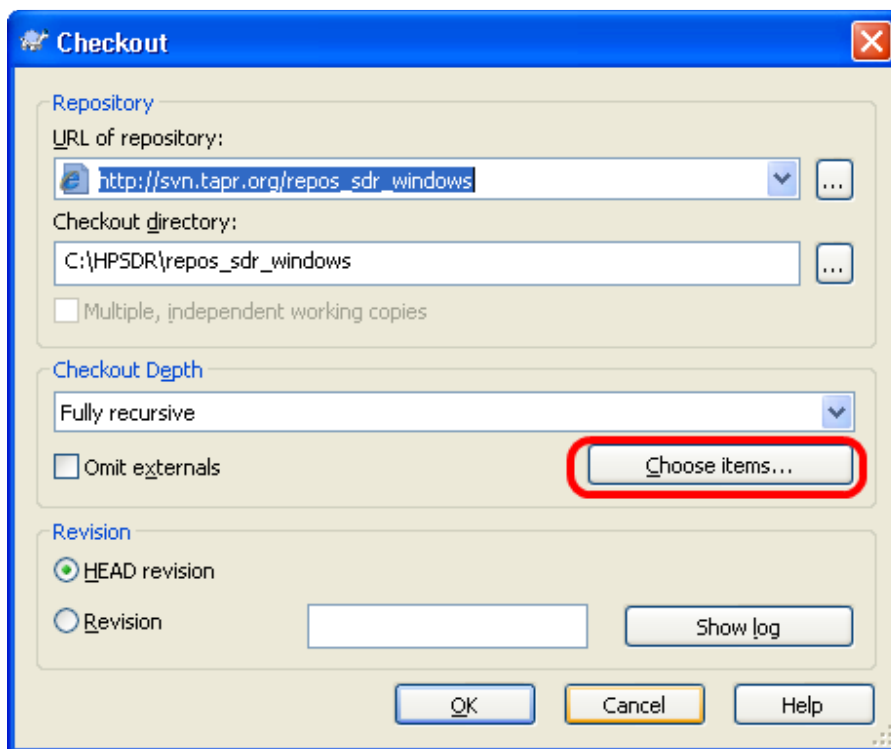 Checkout
Repository
URL of repository:
http://svn.tapr.org/repos_sdr_windows
...
Checkout directory:
C:\HPSDR\repos_sdr_windows
...
Multiple, independent working copies
Checkout Depth
Fully recursive
Omit externals
Choose items...
Revision
HEAD revision
Revision
Show log
OK
Cancel
Help